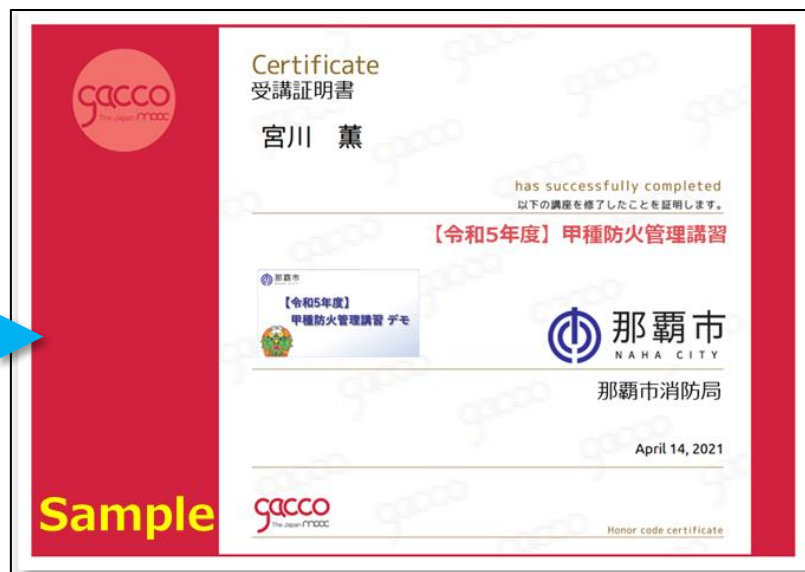 gacco
The Japan MOOC
Certificate
受講証明書
宮川 薫
has successfully completed
以下の講座を修了したことを証明します。
【令和5年度】甲種防火管理講習
那覇市
NAHA CITY
【令和5年度】
甲種防火管理講習 デモ
那覇市
NAHA CITY
那覇市消防局
April 14, 2021
Sample
gacco
The Japan MOOC
Honor code certificate